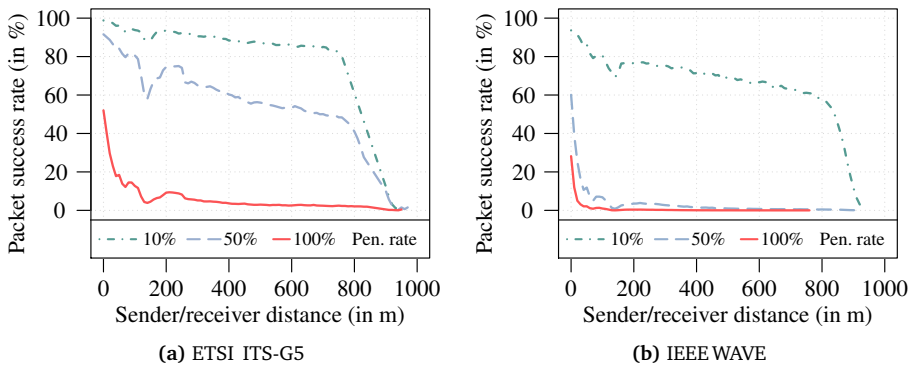 Packet success rate (in %)
100
80
60
40
20
0
10% 50% 100% Pen. rate
0 200 400 600 800 1000
Sender/receiver distance (in m)
(a) ETSI ITS-G5
Packet success rate (in %)
100
80
60
40
20
0
10% 50% 100% Pen. rate
0 200 400 600 800 1000
Sender/receiver distance (in m)
(b) IEEE WAVE